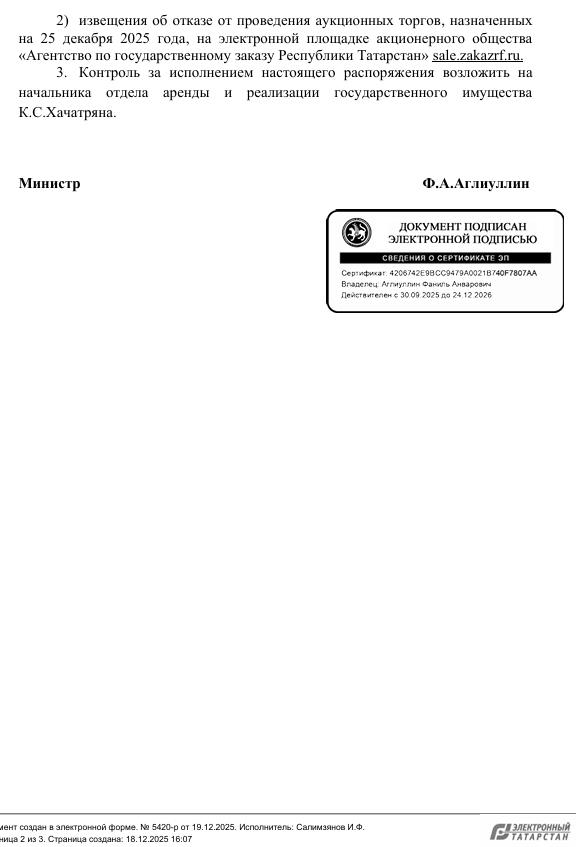 2) извещения об отказе от проведения аукционных торгов, назначенных
на 25 декабря 2025 года, на электронной площадке акционерного общества
«Агентство по государственному заказу Республики Татарстан» sale.zakazrf.ru.
3. Контроль за исполнением настоящего распоряжения возложить на
начальника отдела аренды и реализации государственного имущества
К.С.Хачатряна.
Министр Ф.А.Аглиуллин
ДОКУМЕНТ ПОДПИСАН
ЭЛЕКТРОННОЙ ПОДПИСЬЮ
СВЕДЕНИЯ О СЕРТИФИКАТЕ ЭП
Сертификат: 4206742E9BCC9479A0021B740F7807AA
Владелец: Аглиуллин Фаниль Анварович
Действителен с 30.09.2025 до 24.12.2026
мент создан в электронной форме. № 5420-р от 19.12.2025. Исполнитель: Салимзянов И.Ф.
ница 2 из 3. Страница создана: 18.12.2025 16:07
ЭЛЕКТРОННЫЙ
ТАТАРСТАН